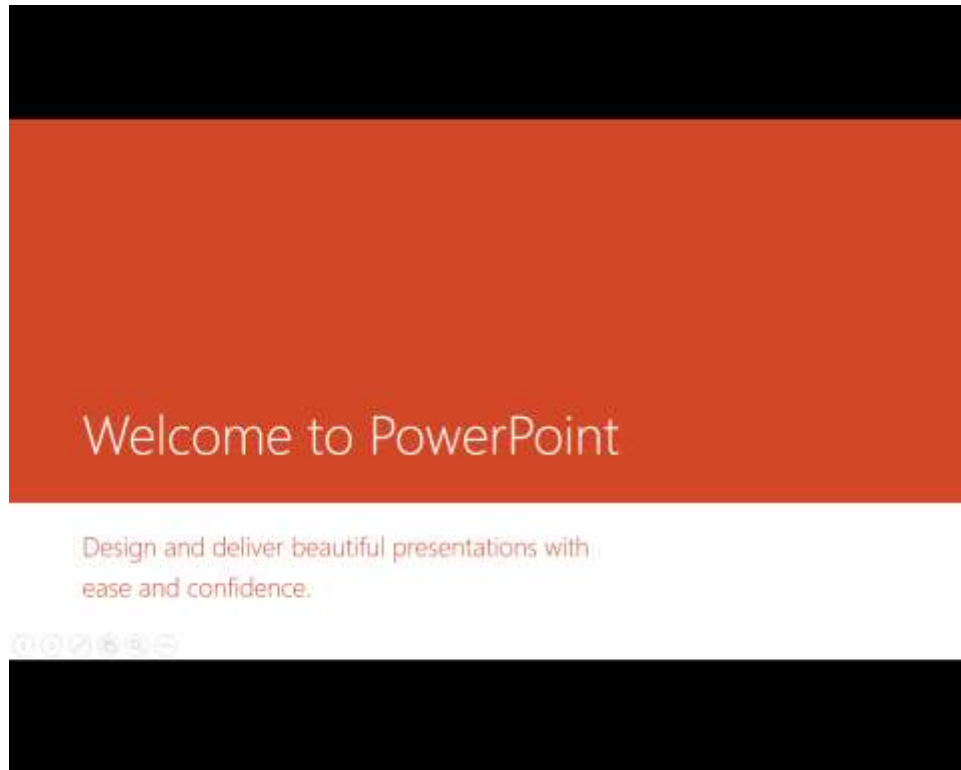 Welcome to PowerPoint
Design and deliver beautiful presentations with
ease and confidence.